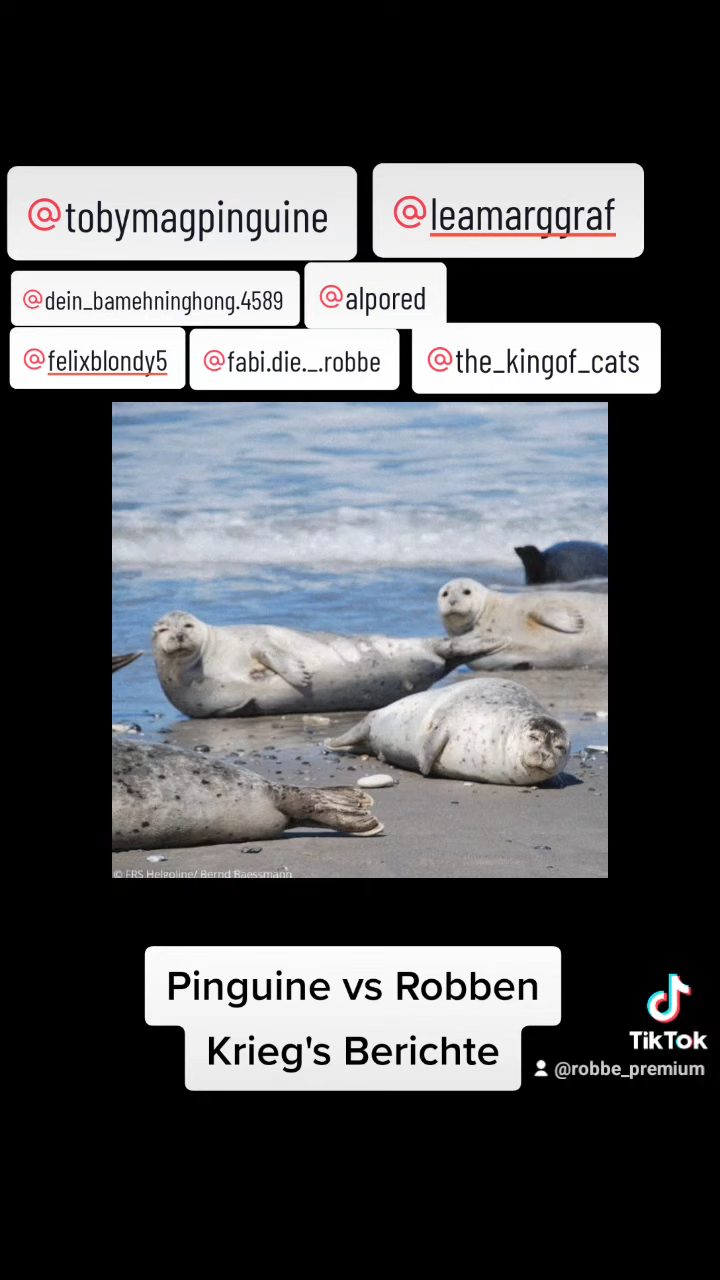 @tobymagpinguine @leamarggraf
@dein_bamehninghong.4589 @alpored
@felixblondy5 @fabi.die._.robbe @the_kingof_cats
© FRS Helgoline/ Bernd Baessmann
Pinguine vs Robben
Krieg's Berichte
TikTok
@robbe_premium